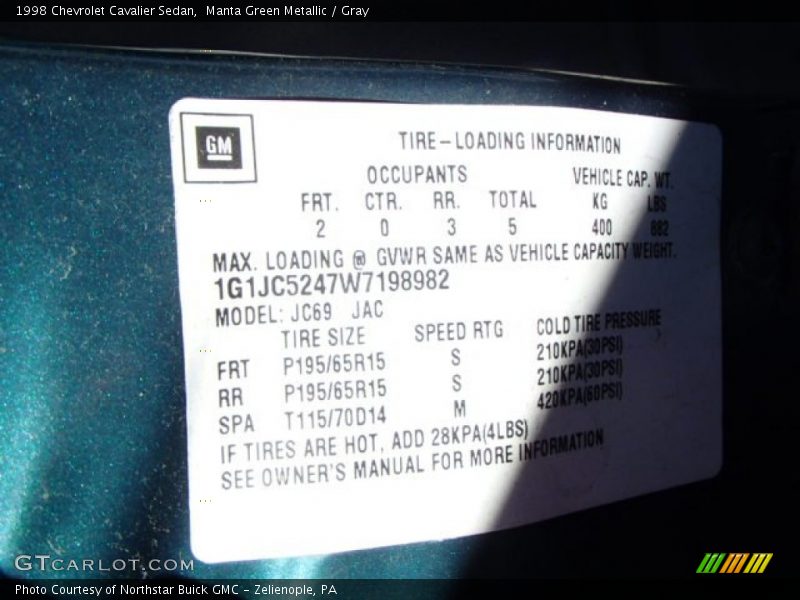 1998 Chevrolet Cavalier Sedan,  Manta Green Metallic / Gray
GM
TIRE-LOADING INFORMATION
OCCUPANTS VEHICLE CAP. WT.
FRT. CTR. RR. TOTAL KG LBS
2 0 3 5 400 882
MAX. LOADING @ GVWR SAME AS VEHICLE CAPACITY WEIGHT.
1G1JC5247W7198982
MODEL: JC69 JAC
TIRE SIZE SPEED RTG COLD TIRE PRESSURE
FRT P195/65R15 S 210KPA(30PSI)
RR P195/65R15 S 210KPA(30PSI)
SPA T115/70D14 M 420KPA(60PSI)
IF TIRES ARE HOT, ADD 28KPA(4LBS)
SEE OWNER'S MANUAL FOR MORE INFORMATION
GTCARLOT.COM
Photo Courtesy of Northstar Buick GMC - Zelienople, PA